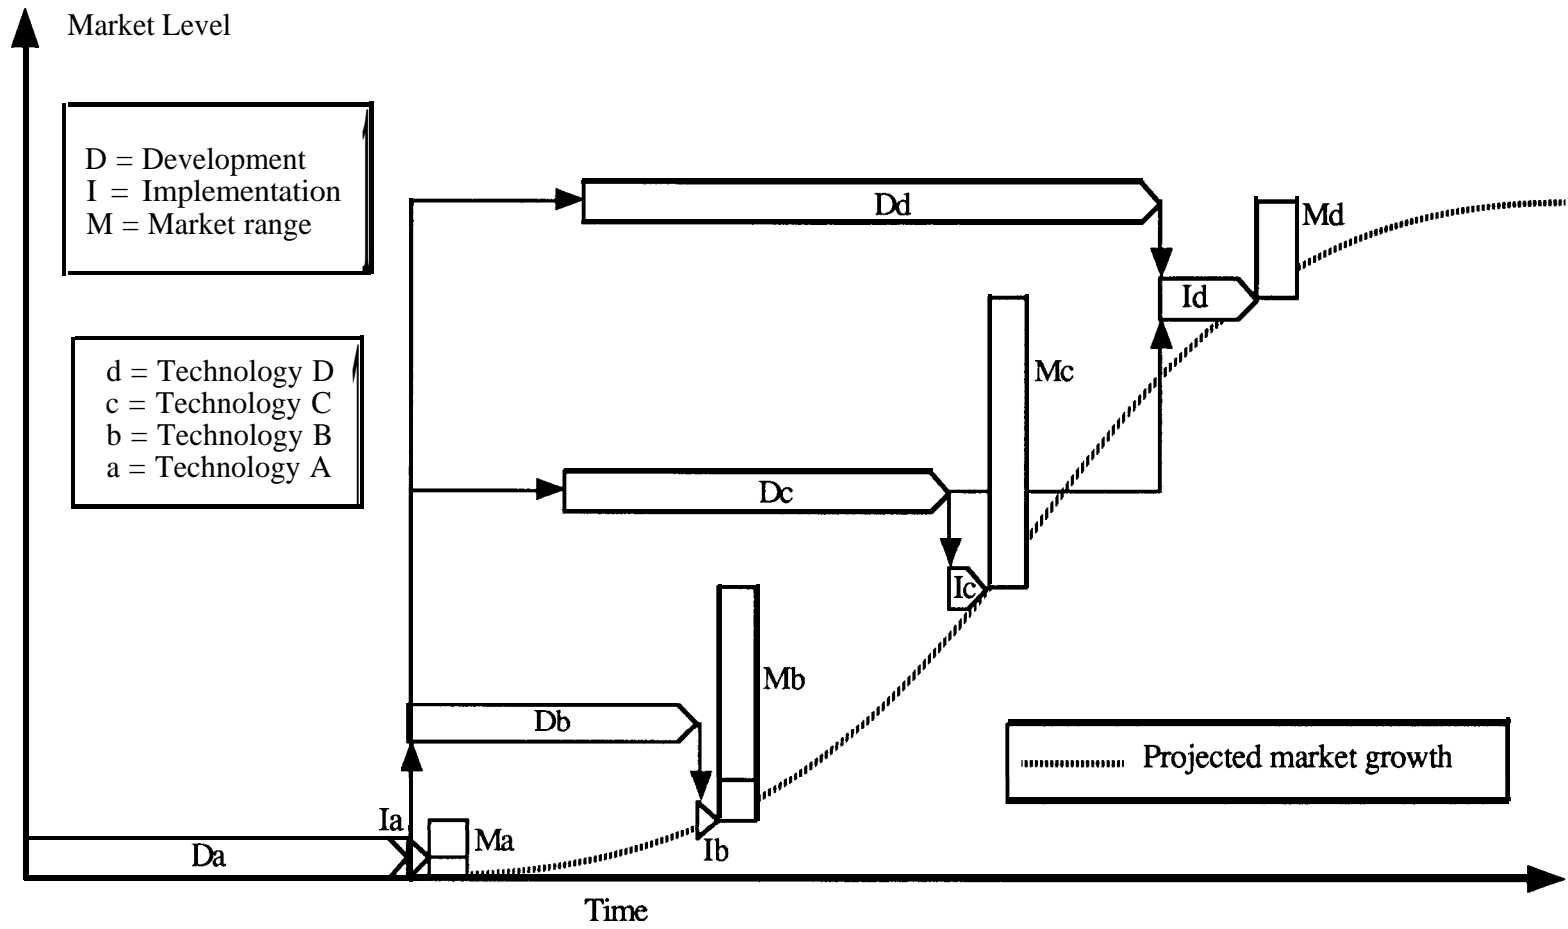 Market Level
D = Development
I = Implementation
M = Market range
d = Technology D
c = Technology C
b = Technology B
a = Technology A
Dd
Md
Id
Mc
Dc
Ic
Mb
Db
Projected market growth
Ia
Ma
Ib
Da
Time